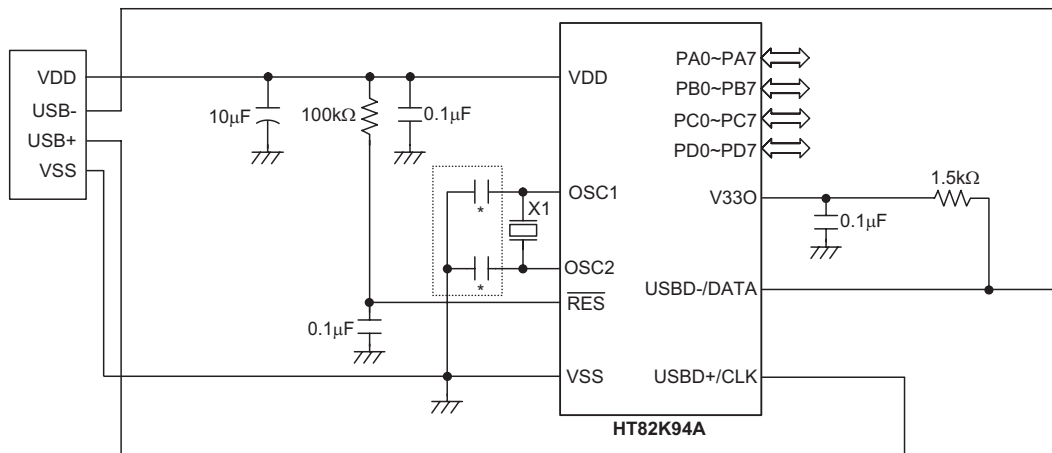 VDD
USB-
USB+
VSS
10μF
100kΩ
0.1μF
*
*
X1
0.1μF
VDD
OSC1
OSC2
RES
VSS
PA0~PA7
PB0~PB7
PC0~PC7
PD0~PD7
V33O
USBD-/DATA
USBD+/CLK
HT82K94A
0.1μF
1.5kΩ